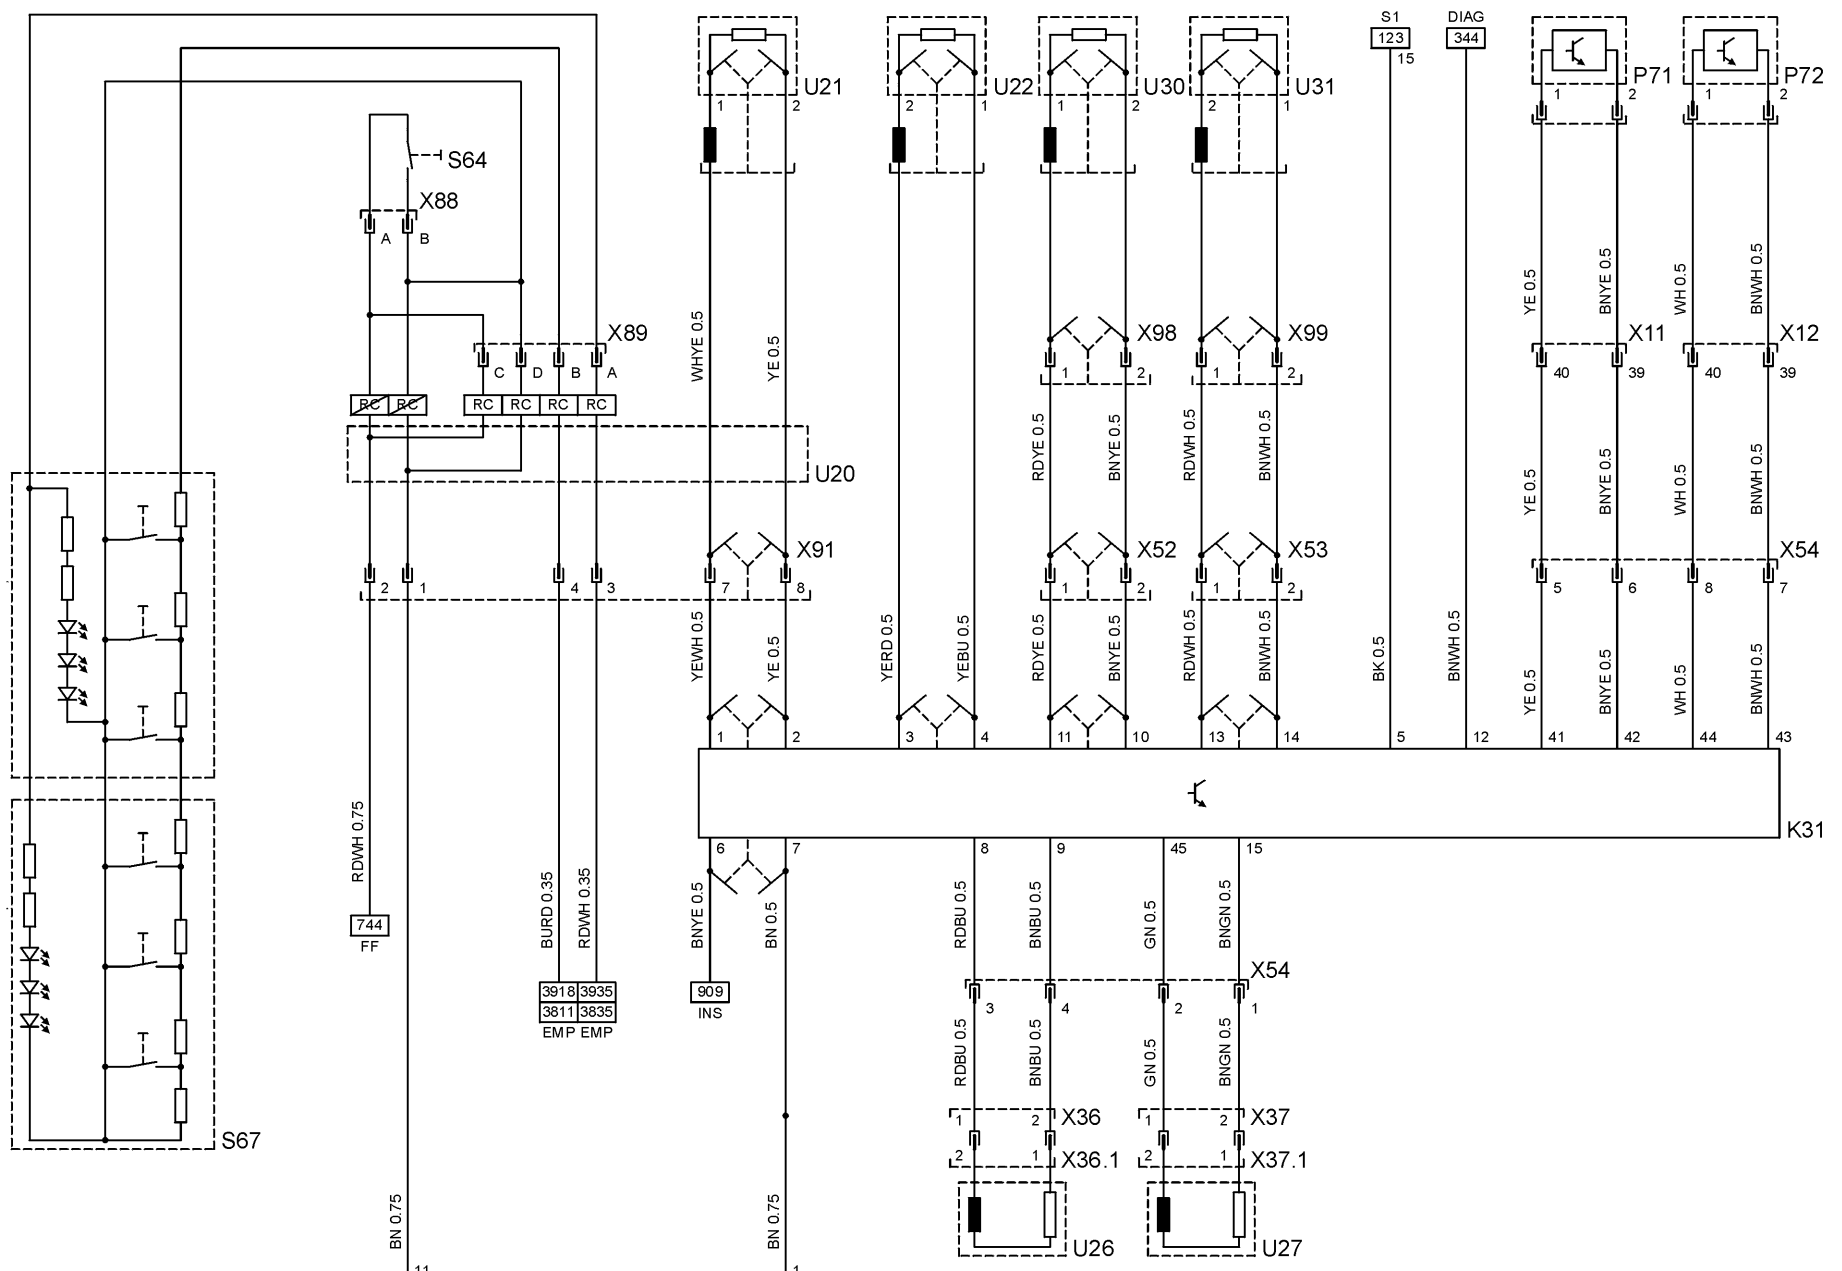 S1 DIAG
123 344
15
U21 U22 U30 U31 P71 P72
1 2 2 1 1 2 2 1 1 2 1 2
S64
X88
A B
WHYE 0.5 YE 0.5 YE 0.5 BNYE 0.5 WH 0.5 BNWH 0.5
X89 X98 X99 X11 X12
C D B A 1 2 1 2 40 39 40 39
RC RC RC RC RC RC
RDYE 0.5 BNYE 0.5 RDWH 0.5 BNWH 0.5 YE 0.5 BNYE 0.5 WH 0.5 BNWH 0.5
U20
X91 X52 X53 X54
2 1 4 3 7 8 1 2 1 2 5 6 8 7
YEWH 0.5 YE 0.5 YERD 0.5 YEBU 0.5 RDYE 0.5 BNYE 0.5 RDWH 0.5 BNWH 0.5 BK 0.5 BNWH 0.5 YE 0.5 BNYE 0.5 WH 0.5 BNWH 0.5
1 2 3 4 11 10 13 14 5 12 41 42 44 43
K31
6 7 8 9 45 15
RDWH 0.75 BURD 0.35 RDWH 0.35 BNYE 0.5 BN 0.5 RDBU 0.5 BNBU 0.5 GN 0.5 BNGN 0.5
744
FF
X54
3918 3935 909 3 4 2 1
3811 3835 INS
EMP EMP
RDBU 0.5 BNBU 0.5 GN 0.5 BNGN 0.5
1 2 X36 1 2 X37
S67
2 1 X36.1 2 1 X37.1
BN 0.75 BN 0.75
U26 U27
11 1